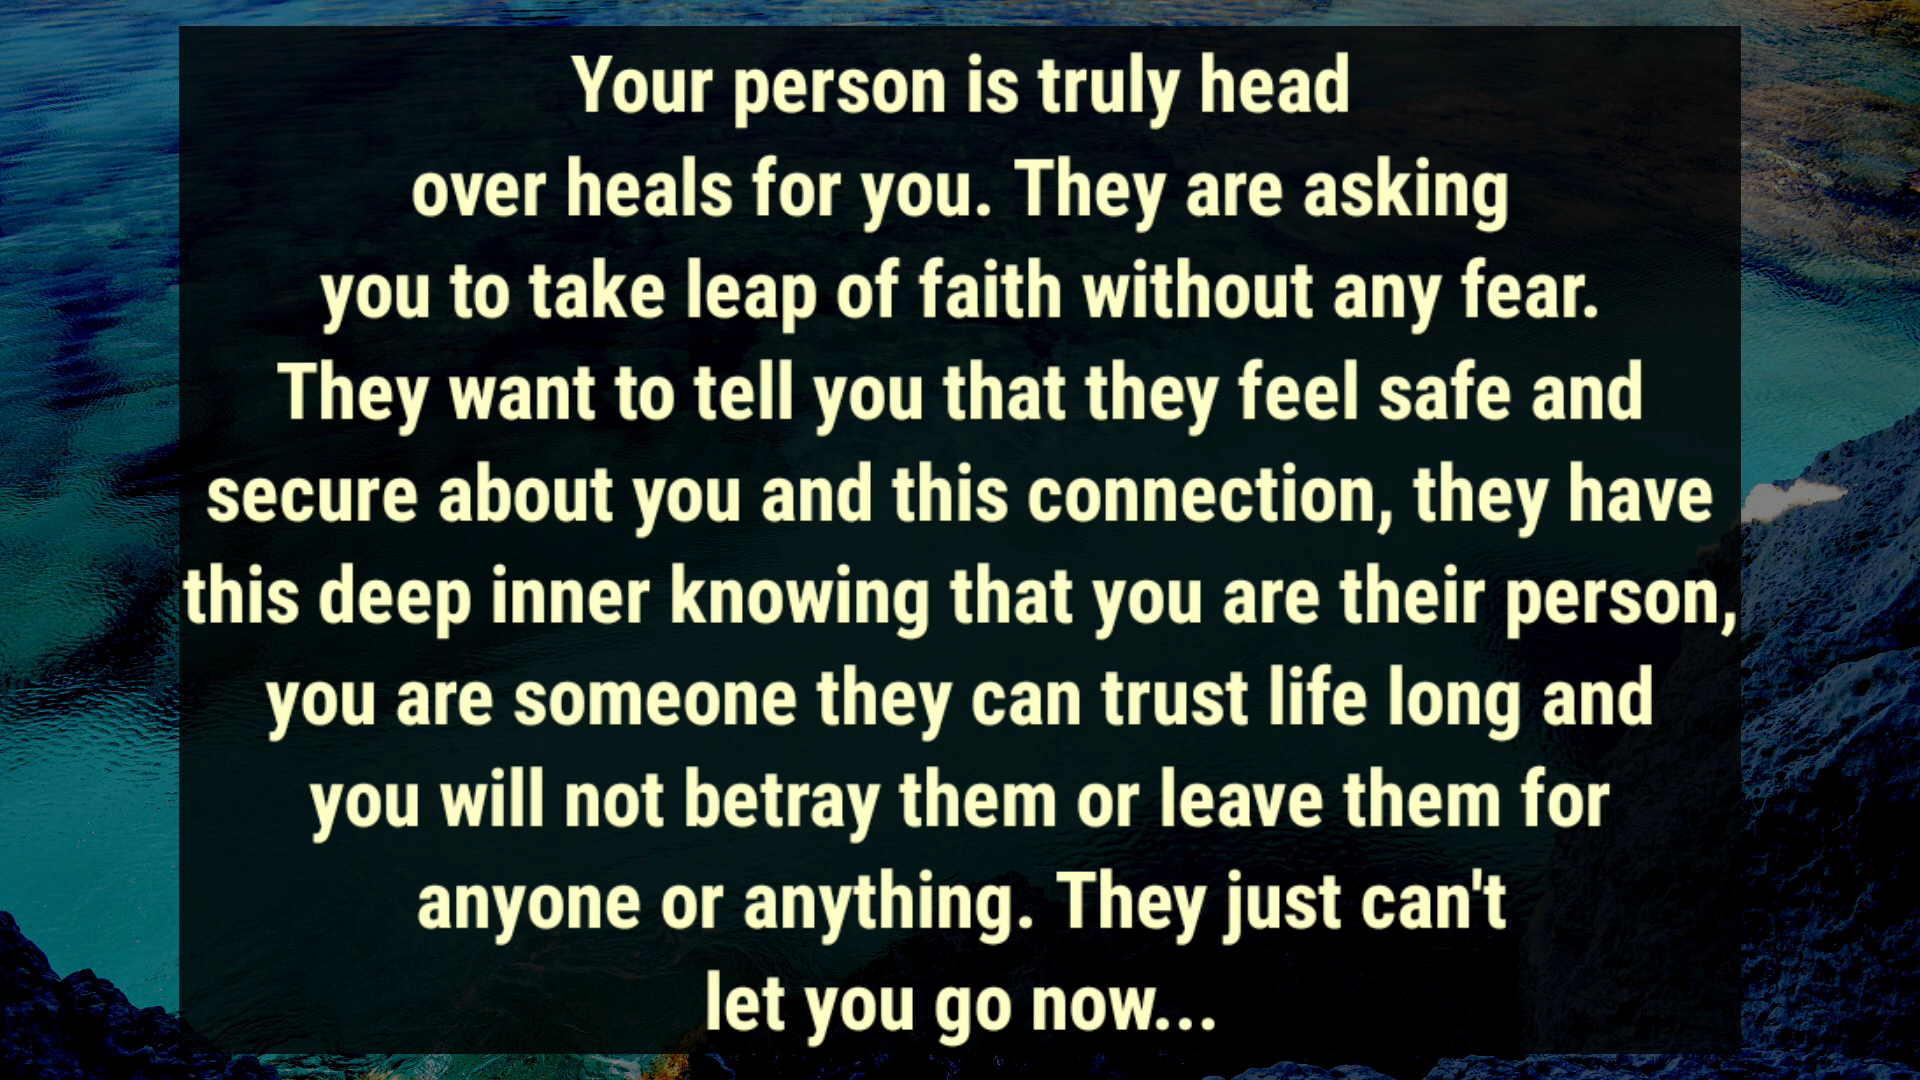 Your person is truly head
over heals for you. They are asking
you to take leap of faith without any fear.
They want to tell you that they feel safe and
secure about you and this connection, they have
this deep inner knowing that you are their person,
you are someone they can trust life long and
you will not betray them or leave them for
anyone or anything. They just can't
let you go now...